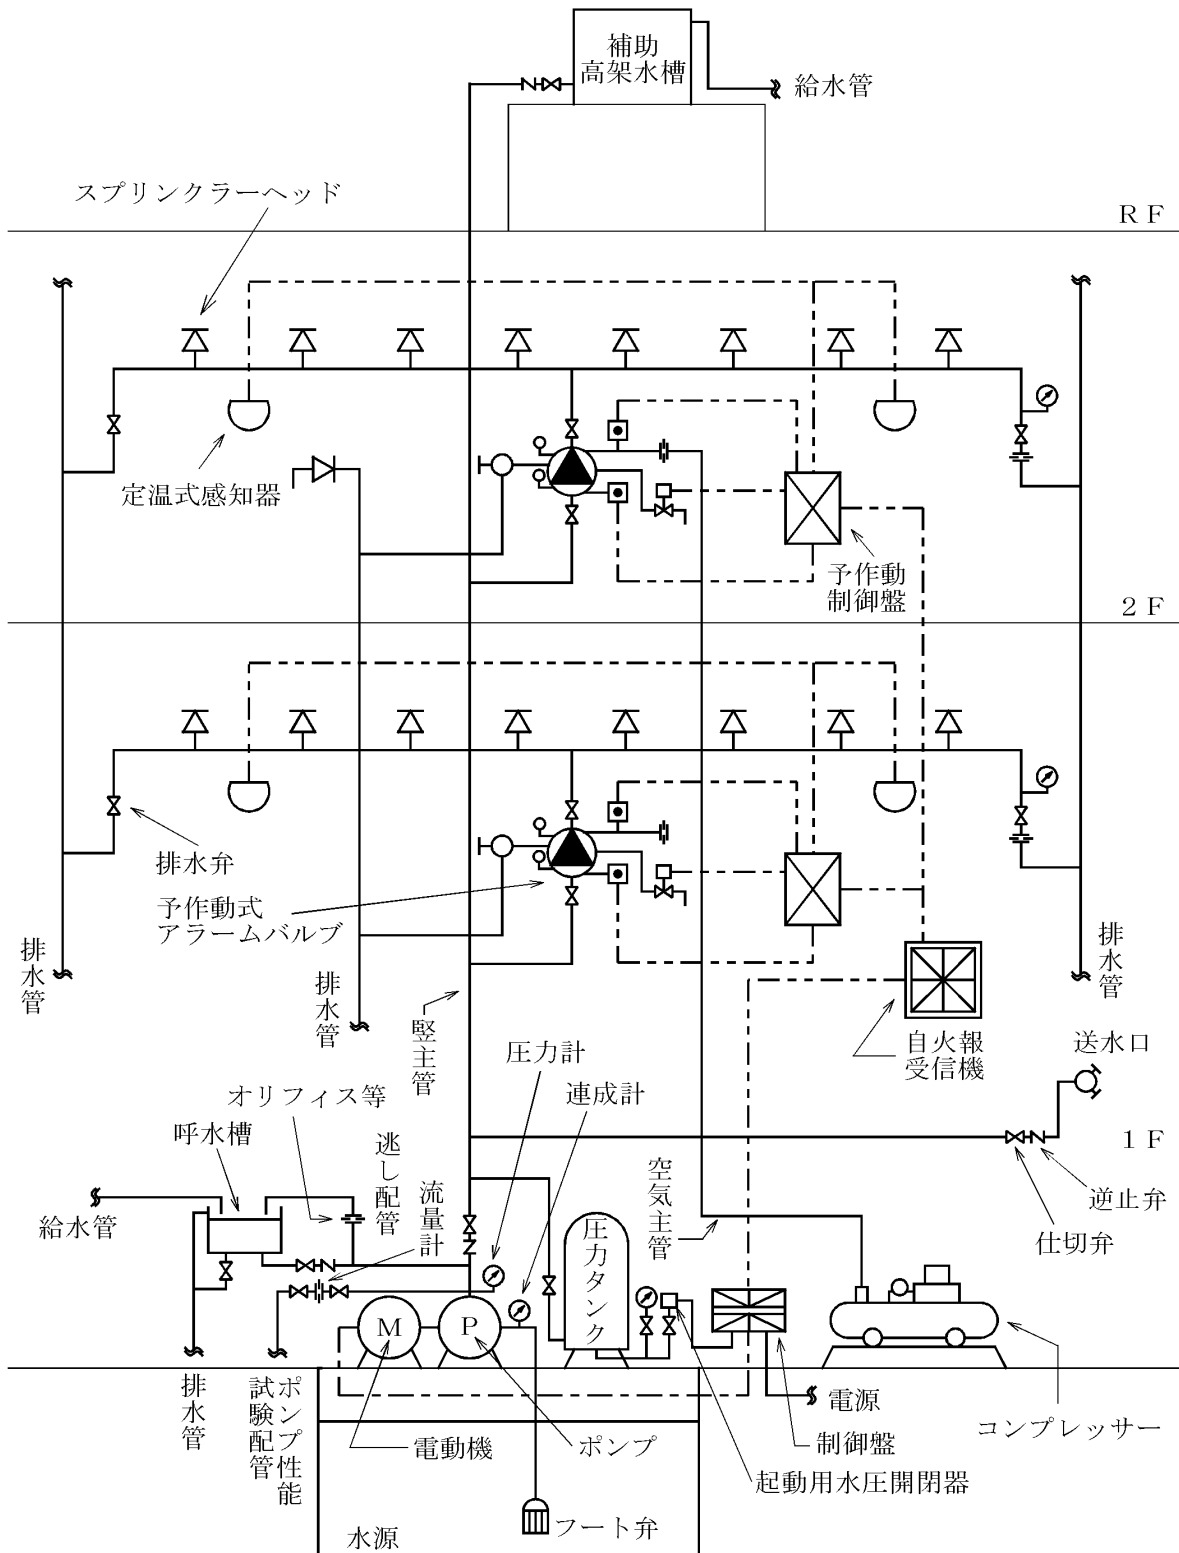 補助
高架水槽
給水管
スプリンクラーヘッド
RF
定温式感知器
予作動
制御盤
2F
排水弁
予作動式
アラームバルブ
排水管
排水管
排水管
竪主管
自火報
受信機
送水口
圧力計
連成計
オリフィス等
呼水槽
逃し配管
流量計
1F
給水管
空気主管
逆止弁
仕切弁
圧力タンク
M
P
排水管
ポンプ性能
試験配管
電動機
ポンプ
電源
制御盤
コンプレッサー
起動用水圧開閉器
フート弁
水源